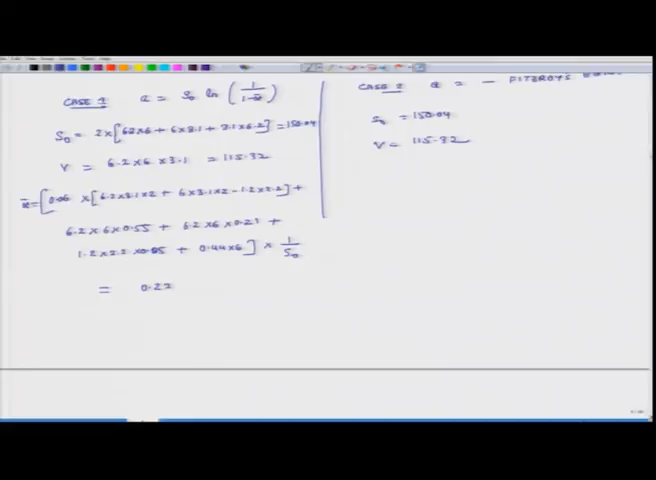 CASE 1 a = S₀ ln (1/(1-ᾱ))
S₀ = 2×[6.2×6 + 6×3.1 + 3.1×6.2] = 150.04
V = 6.2×6×3.1 = 115.32
ᾱ = [0.06 × [6.2×3.1×2 + 6×3.1×2 - 1.2×2.2] +
6.2×6×0.55 + 6.2×6×0.21 +
1.2×2.2×0.05 + 0.44×6] × 1/S₀
= 0.22
CASE 2 a = —
S₀ = 150.04
V = 115.32